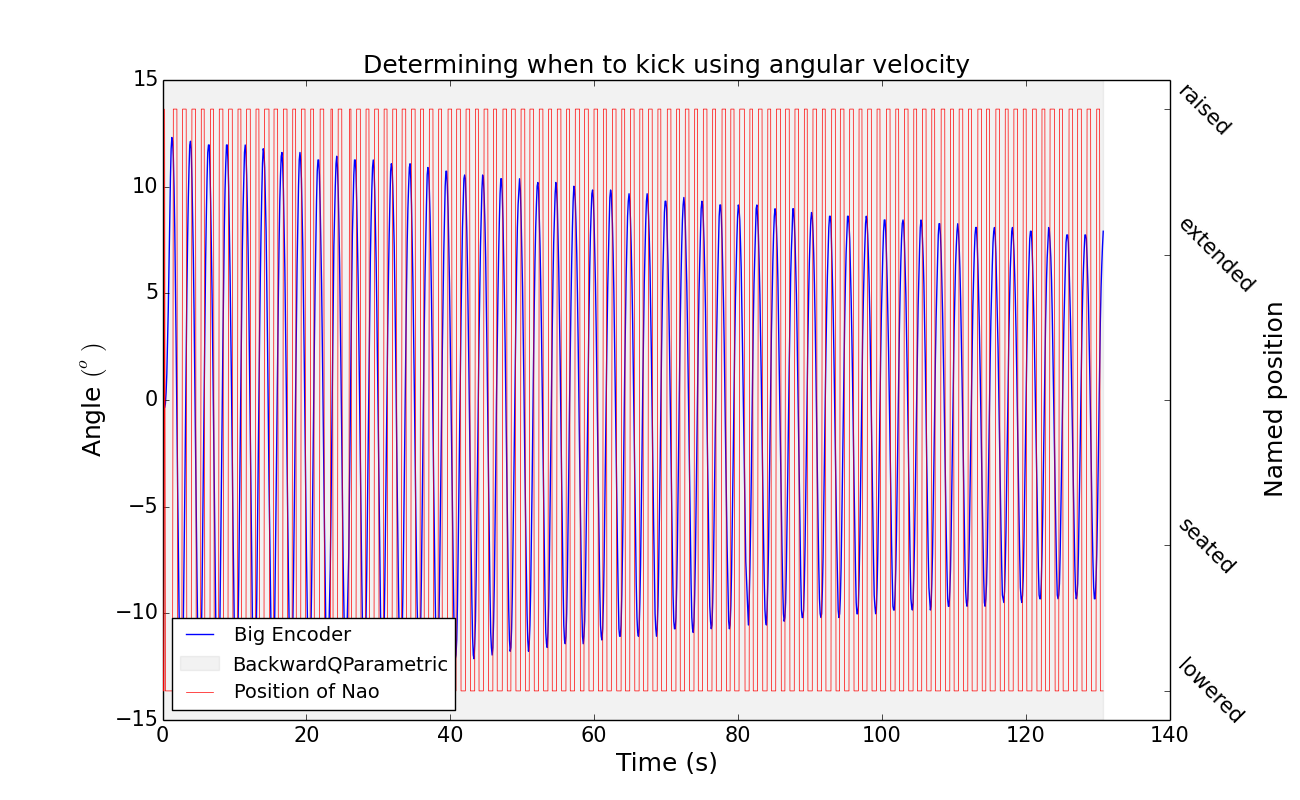 Determining when to kick using angular velocity
15
10
5
0
−5
−10
−15
Angle (°)
0
20
40
60
80
100
120
140
Time (s)
raised
extended
seated
lowered
Named position
Big Encoder
BackwardQParametric
Position of Nao